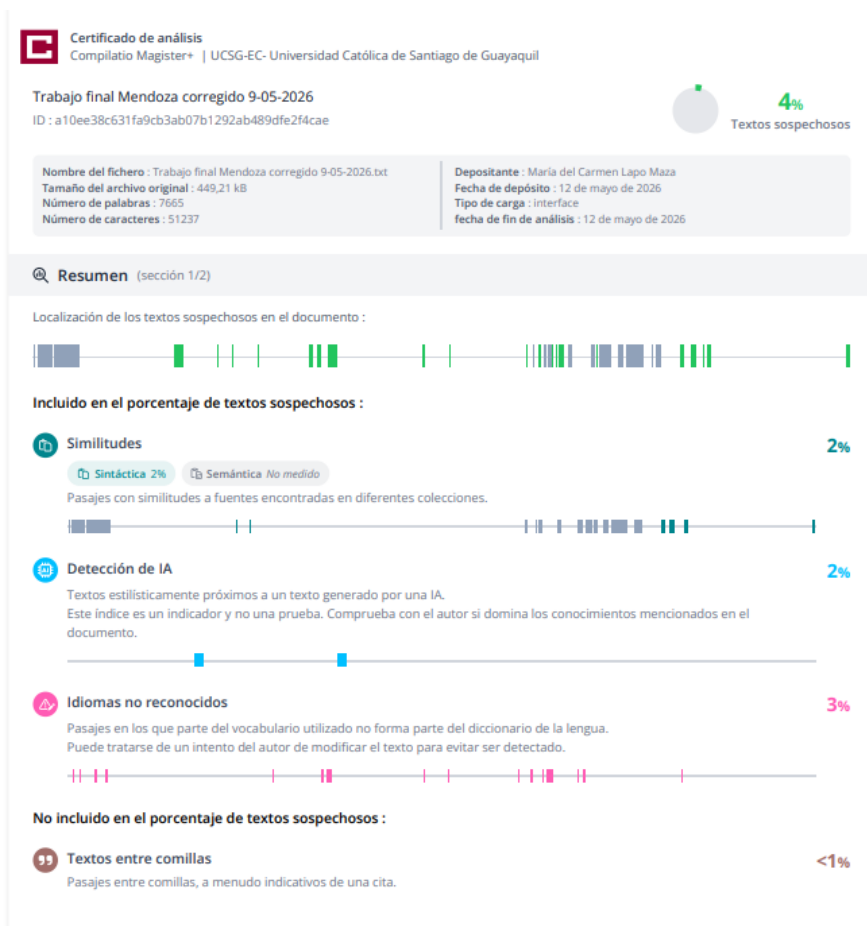 Certificado de análisis
Compilatio Magister+ | UCSG-EC- Universidad Católica de Santiago de Guayaquil
Trabajo final Mendoza corregido 9-05-2026
ID : a10ee38c631fa9cb3ab07b1292ab489dfe2f4cae
4%
Textos sospechosos
Nombre del fichero : Trabajo final Mendoza corregido 9-05-2026.txt
Tamaño del archivo original : 449,21 kB
Número de palabras : 7665
Número de caracteres : 51237
Depositante : María del Carmen Lapo Maza
Fecha de depósito : 12 de mayo de 2026
Tipo de carga : interface
fecha de fin de análisis : 12 de mayo de 2026
Resumen (sección 1/2)
Localización de los textos sospechosos en el documento :
Incluido en el porcentaje de textos sospechosos :
Similitudes
2%
Sintáctica 2% Semántica No medido
Pasajes con similitudes a fuentes encontradas en diferentes colecciones.
AI
Detección de IA
2%
Textos estilísticamente próximos a un texto generado por una IA.
Este índice es un indicador y no una prueba. Comprueba con el autor si domina los conocimientos mencionados en el
documento.
Idiomas no reconocidos
3%
Pasajes en los que parte del vocabulario utilizado no forma parte del diccionario de la lengua.
Puede tratarse de un intento del autor de modificar el texto para evitar ser detectado.
No incluido en el porcentaje de textos sospechosos :
Textos entre comillas
<1%
Pasajes entre comillas, a menudo indicativos de una cita.